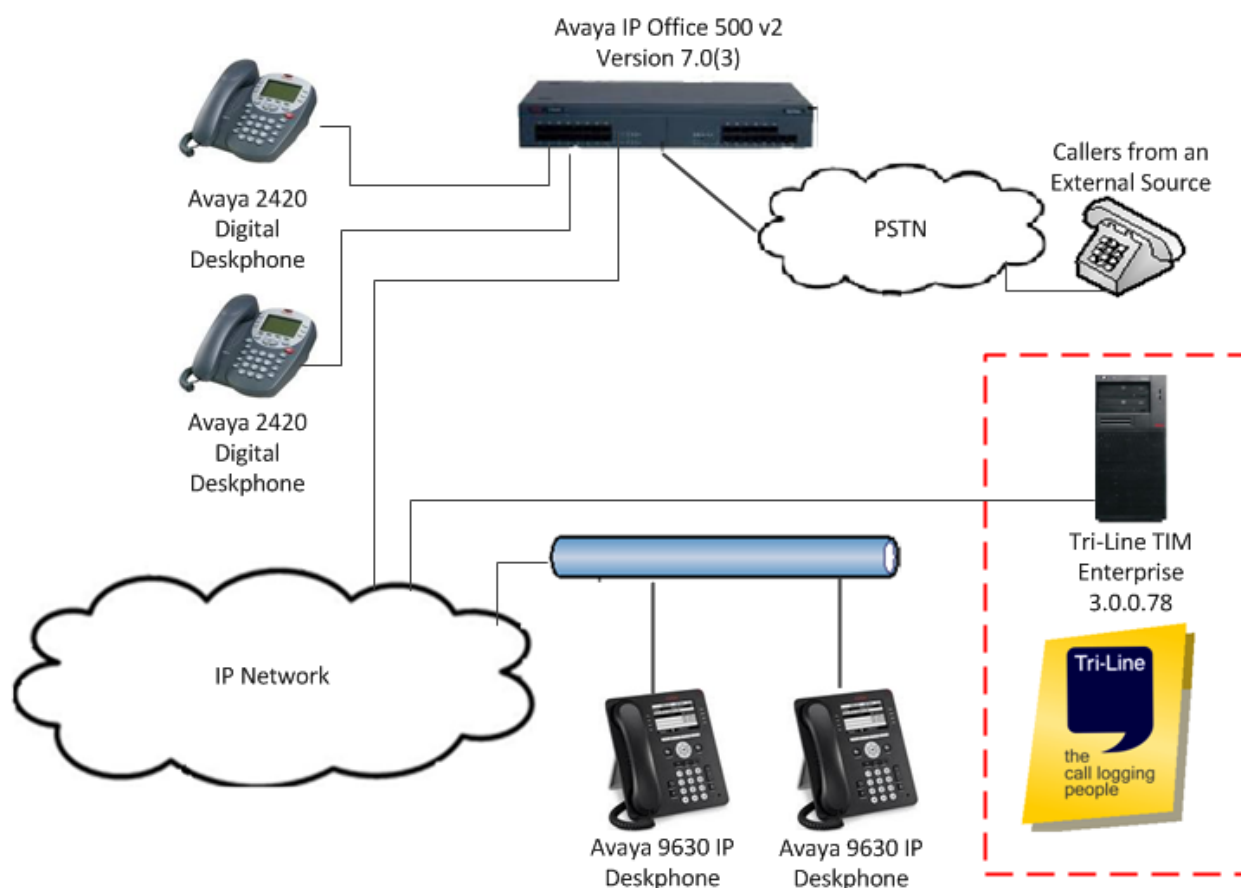 Avaya IP Office 500 v2
Version 7.0(3)
Avaya 2420
Digital
Deskphone
PSTN
Callers from an
External Source
Avaya 2420
Digital
Deskphone
Tri-Line TIM
Enterprise
3.0.0.78
IP Network
Tri-Line
the
call logging
people
Avaya 9630 IP
Deskphone
Avaya 9630 IP
Deskphone